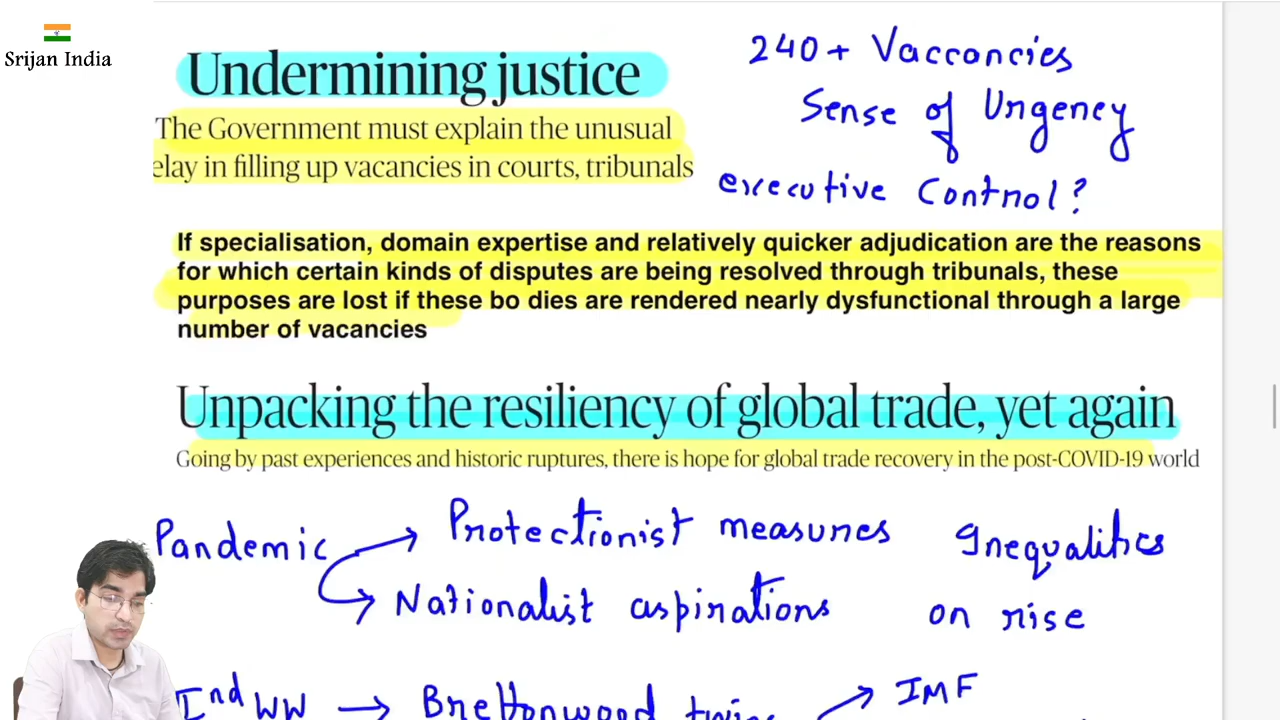 Srijan India
Undermining justice
The Government must explain the unusual
elay in filling up vacancies in courts, tribunals
240+ Vaccancies
Sense of Urgency
executive Control?
If specialisation, domain expertise and relatively quicker adjudication are the reasons
for which certain kinds of disputes are being resolved through tribunals, these
purposes are lost if these bo dies are rendered nearly dysfunctional through a large
number of vacancies
Unpacking the resiliency of global trade, yet again
Going by past experiences and historic ruptures, there is hope for global trade recovery in the post-COVID-19 world
Pandemic → Protectionist measures
→ Nationalist aspirations
Inequalities
on rise
IInd WW → Brettonwood twins → IMF